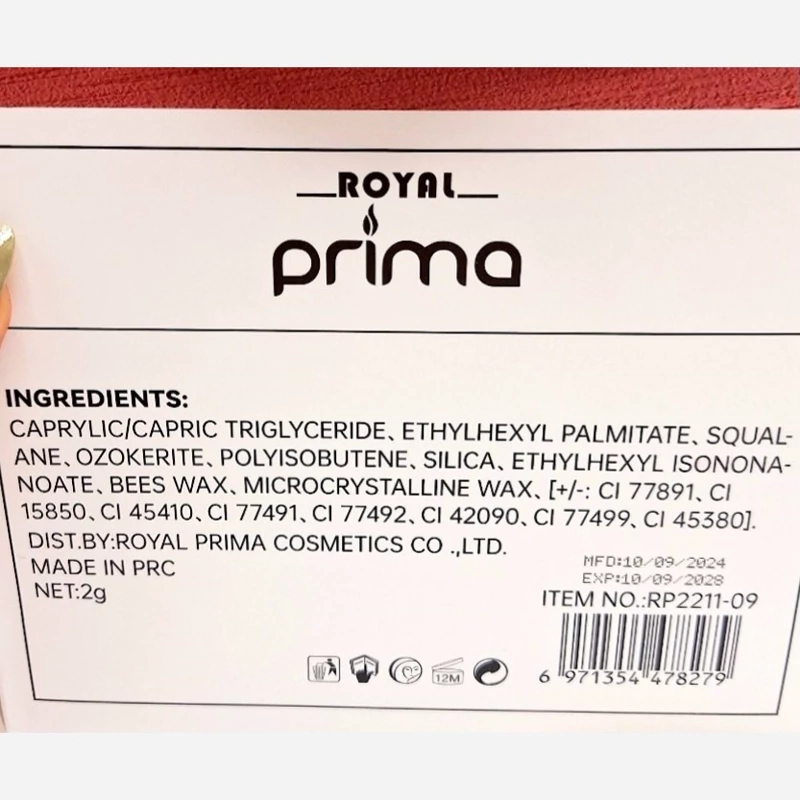 ROYAL
prima
INGREDIENTS:
CAPRYLIC/CAPRIC TRIGLYCERIDE、ETHYLHEXYL PALMITATE、SQUAL-
ANE、OZOKERITE、POLYISOBUTENE、SILICA、ETHYLHEXYL ISONONA-
NOATE、BEES WAX、MICROCRYSTALLINE WAX、[+/-: CI 77891、CI
15850、CI 45410、CI 77491、CI 77492、CI 42090、CI 77499、CI 45380].
DIST.BY:ROYAL PRIMA COSMETICS CO .,LTD.
MADE IN PRC
NET:2g
MFD:10/09/2024
EXP:10/09/2028
ITEM NO.:RP2211-09
12M
6 971354 478279